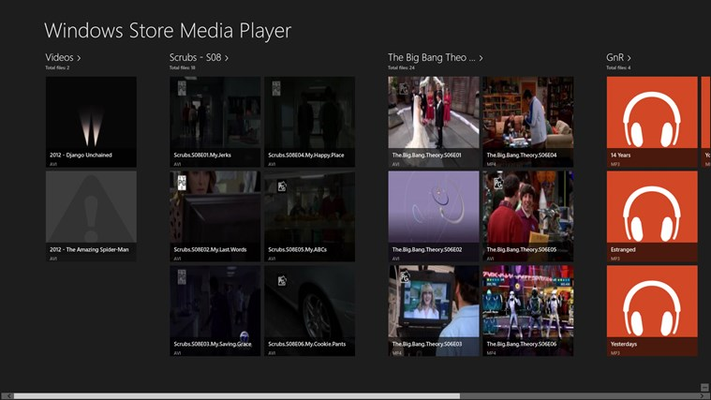 Windows Store Media Player
Videos >
Total files: 2
2012 - Django Unchained
AVI
2012 - The Amazing Spider-Man
AVI
Scrubs - S08 >
Total files: 18
Scrubs.S08E01.My.Jerks
AVI
Scrubs.S08E04.My.Happy.Place
AVI
Scrubs.S08E02.My.Last.Words
AVI
Scrubs.S08E05.My.ABCs
AVI
Scrubs.S08E03.My.Saving.Grace
AVI
Scrubs.S08E06.My.Cookie.Pants
AVI
The Big Bang Theo ... >
Total files: 24
The.Big.Bang.Theory.S06E01
AVI
The.Big.Bang.Theory.S06E04
MP4
The.Big.Bang.Theory.S06E02
AVI
The.Big.Bang.Theory.S06E05
AVI
The.Big.Bang.Theory.S06E03
MP4
The.Big.Bang.Theory.S06E06
MP4
GnR >
Total files: 4
14 Years
MP3
Estranged
MP3
Yesterdays
MP3